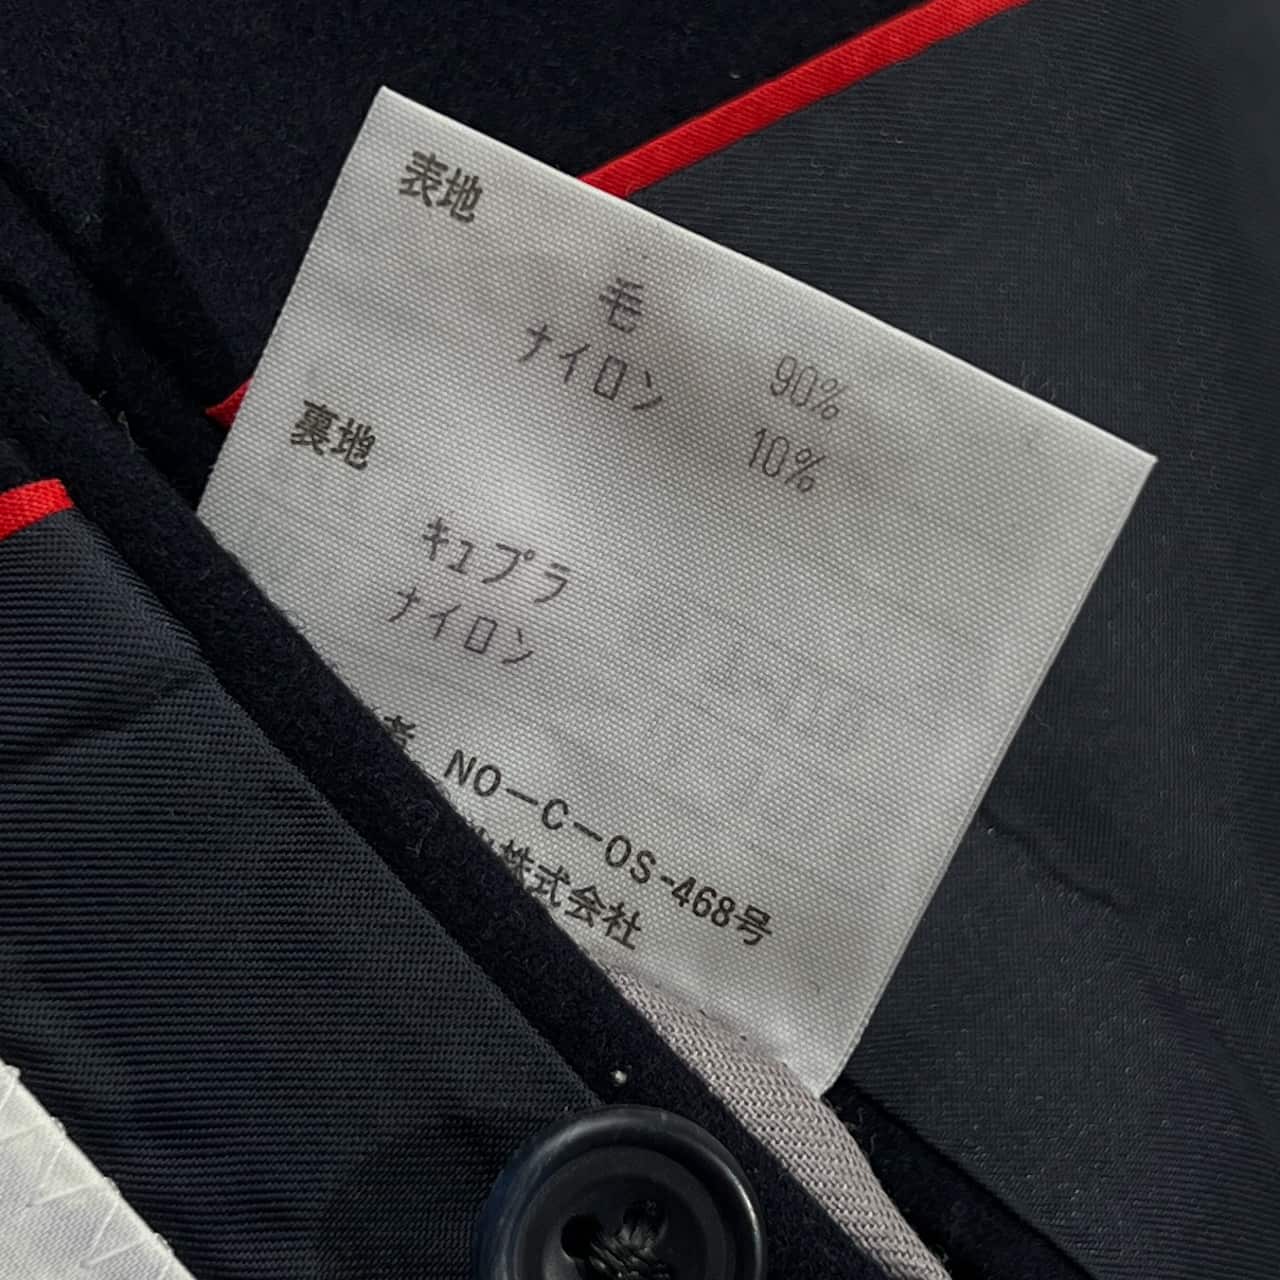 表地
毛 90%
ナイロン 10%
裏地
キュプラ
ナイロン
者 NO-C-OS-468号
株式会社